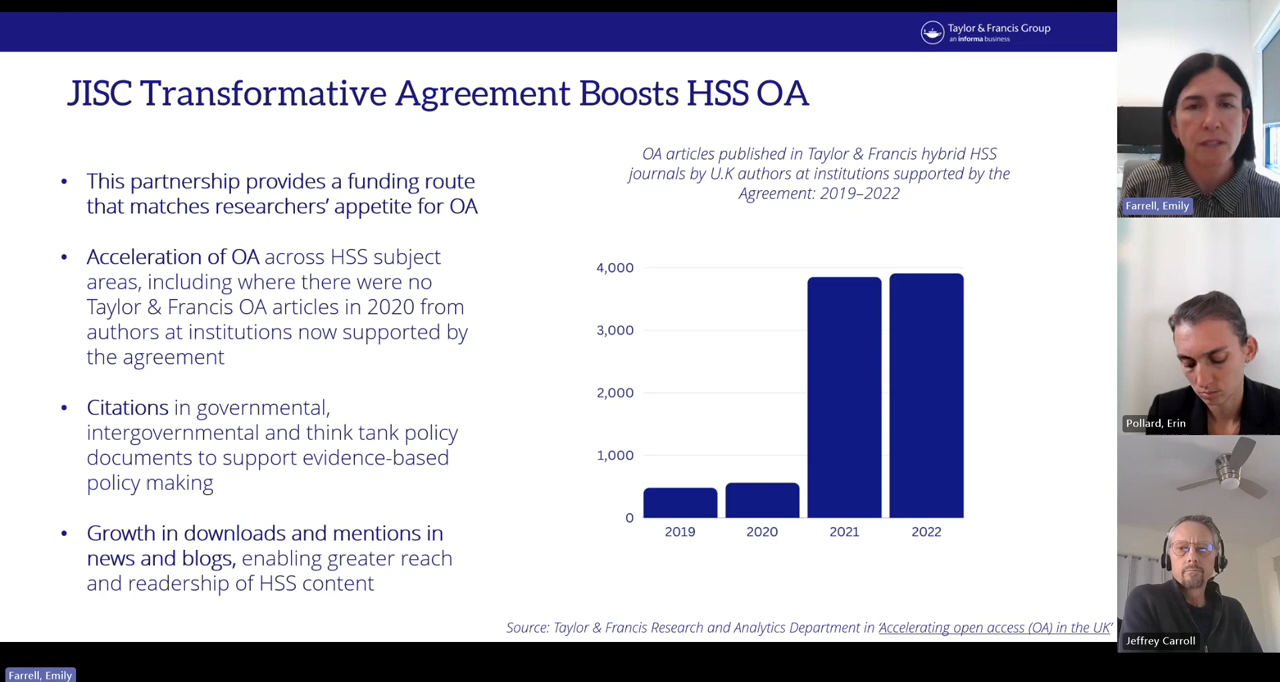 Taylor & Francis Group
an informa business
JISC Transformative Agreement Boosts HSS OA
• This partnership provides a funding route
that matches researchers’ appetite for OA
• Acceleration of OA across HSS subject
areas, including where there were no
Taylor & Francis OA articles in 2020 from
authors at institutions now supported by
the agreement
• Citations in governmental,
intergovernmental and think tank policy
documents to support evidence-based
policy making
• Growth in downloads and mentions in
news and blogs, enabling greater reach
and readership of HSS content
OA articles published in Taylor & Francis hybrid HSS
journals by U.K authors at institutions supported by the
Agreement: 2019–2022
4,000
3,000
2,000
1,000
0
2019 2020 2021 2022
Source: Taylor & Francis Research and Analytics Department in ‘Accelerating open access (OA) in the UK’
Farrell, Emily
Pollard, Erin
Jeffrey Carroll
Farrell, Emily